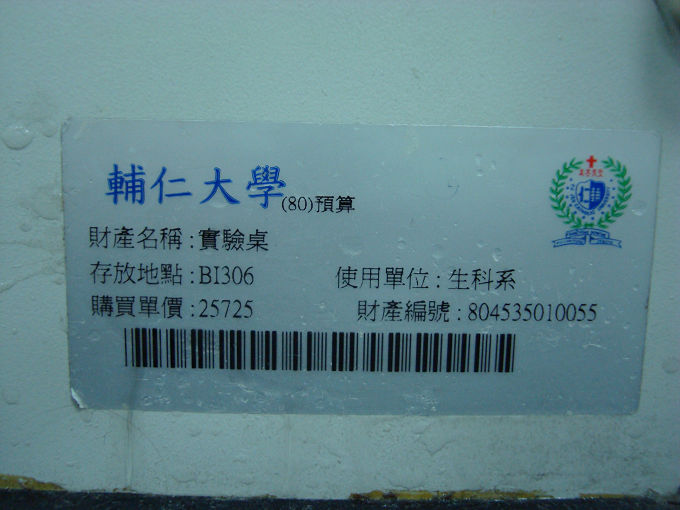 輔仁大學(80)預算
財產名稱:實驗桌
存放地點:BI306 使用單位:生科系
購買單價:25725 財產編號:804535010055